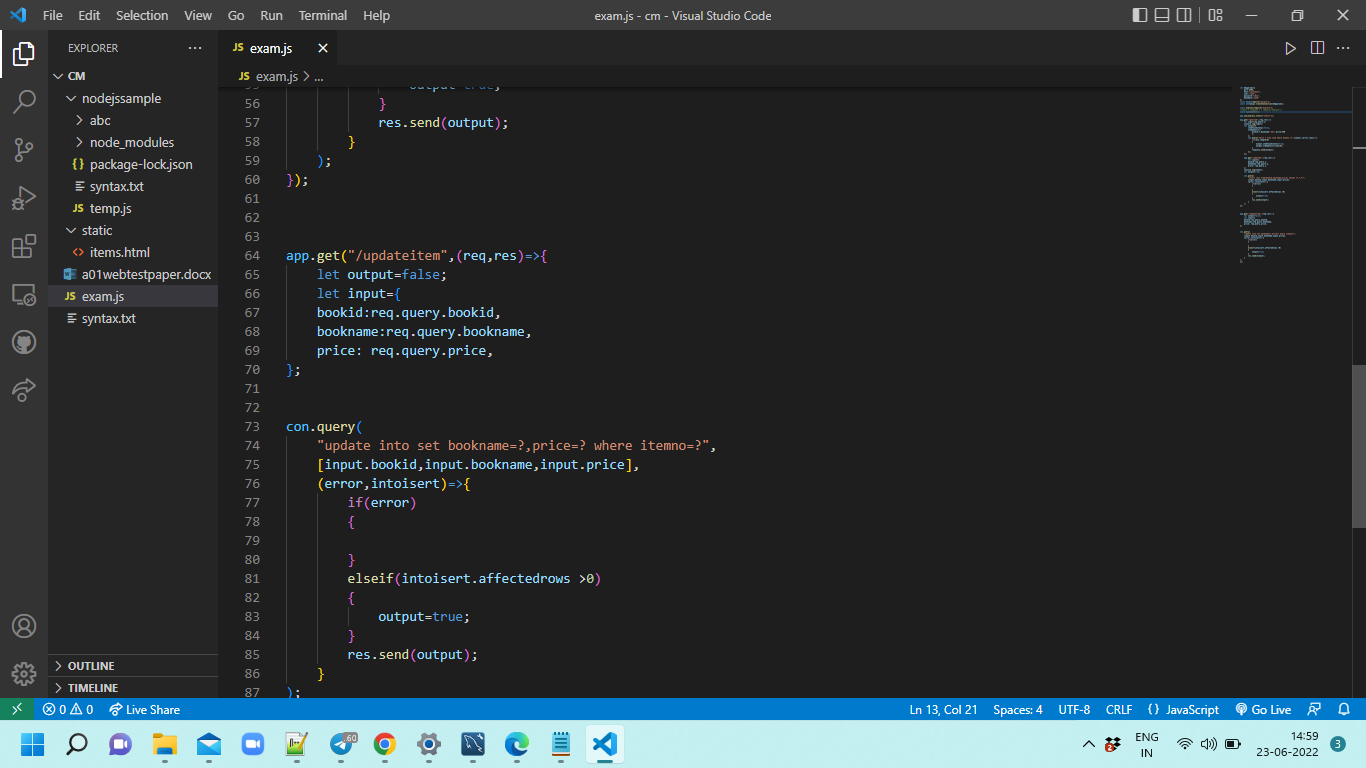 File Edit Selection View Go Run Terminal Help exam.js - cm - Visual Studio Code
EXPLORER
CM
nodejssample
abc
node_modules
{} package-lock.json
syntax.txt
JS temp.js
static
<> items.html
a01webtestpaper.docx
JS exam.js
syntax.txt
OUTLINE
TIMELINE
JS exam.js
JS exam.js > ...
56 }
57 res.send(output);
58 }
59 );
60 });
61
62
63
64 app.get("/updateitem",(req,res)=>{
65 let output=false;
66 let input={
67 bookid:req.query.bookid,
68 bookname:req.query.bookname,
69 price: req.query.price,
70 };
71
72
73 con.query(
74 "update into set bookname=?,price=? where itemno=?",
75 [input.bookid,input.bookname,input.price],
76 (error,intoisert)=>{
77 if(error)
78 {
79
80 }
81 elseif(intoisert.affectedrows >0)
82 {
83 output=true;
84 }
85 res.send(output);
86 }
87 );
0 0 Live Share Ln 13, Col 21 Spaces: 4 UTF-8 CRLF {} JavaScript Go Live
60 2 ENG
IN
14:59
23-06-2022
3